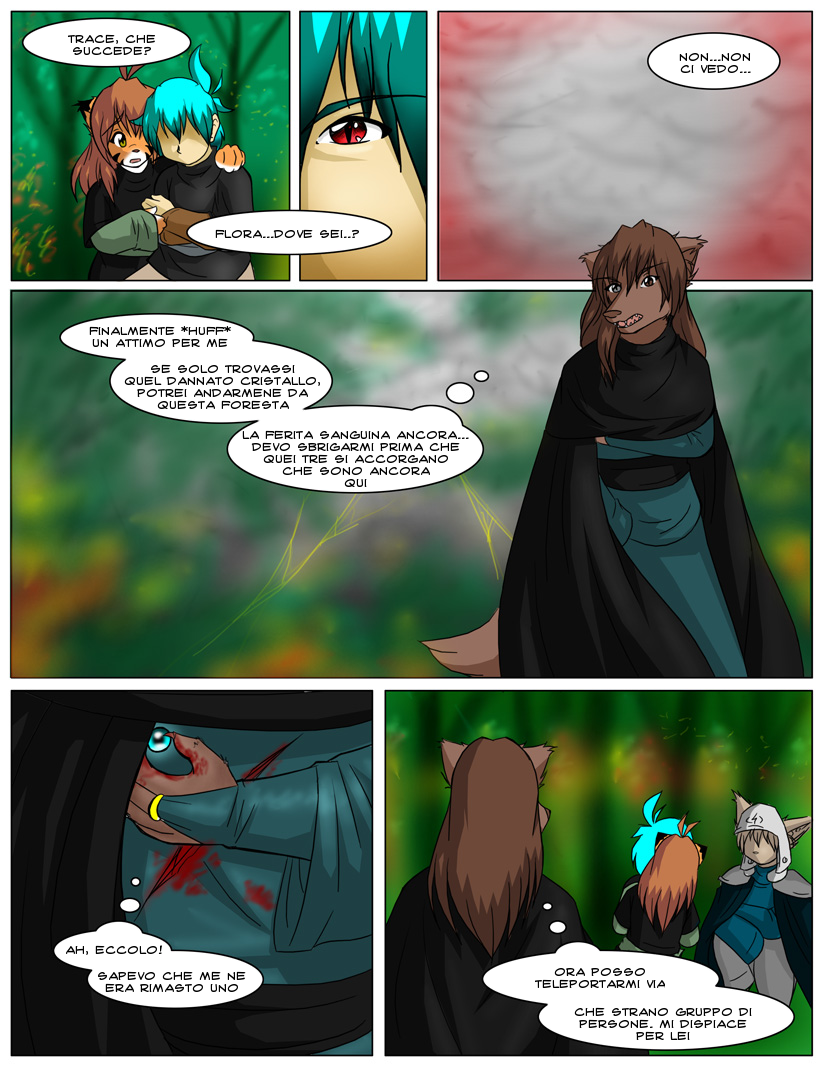 TRACE, CHE
SUCCEDE?
FLORA...DOVE SEI..?
NON...NON
CI VEDO...
FINALMENTE *HUFF*
UN ATTIMO PER ME
SE SOLO TROVASSI
QUEL DANNATO CRISTALLO,
POTREI ANDARMENE DA
QUESTA FORESTA
LA FERITA SANGUINA ANCORA...
DEVO SBRIGARMI PRIMA CHE
QUEI TRE SI ACCORGANO
CHE SONO ANCORA
QUI
AH, ECCOLO!
SAPEVO CHE ME NE
ERA RIMASTO UNO
ORA POSSO
TELEPORTARMI VIA
CHE STRANO GRUPPO DI
PERSONE. MI DISPIACE
PER LEI